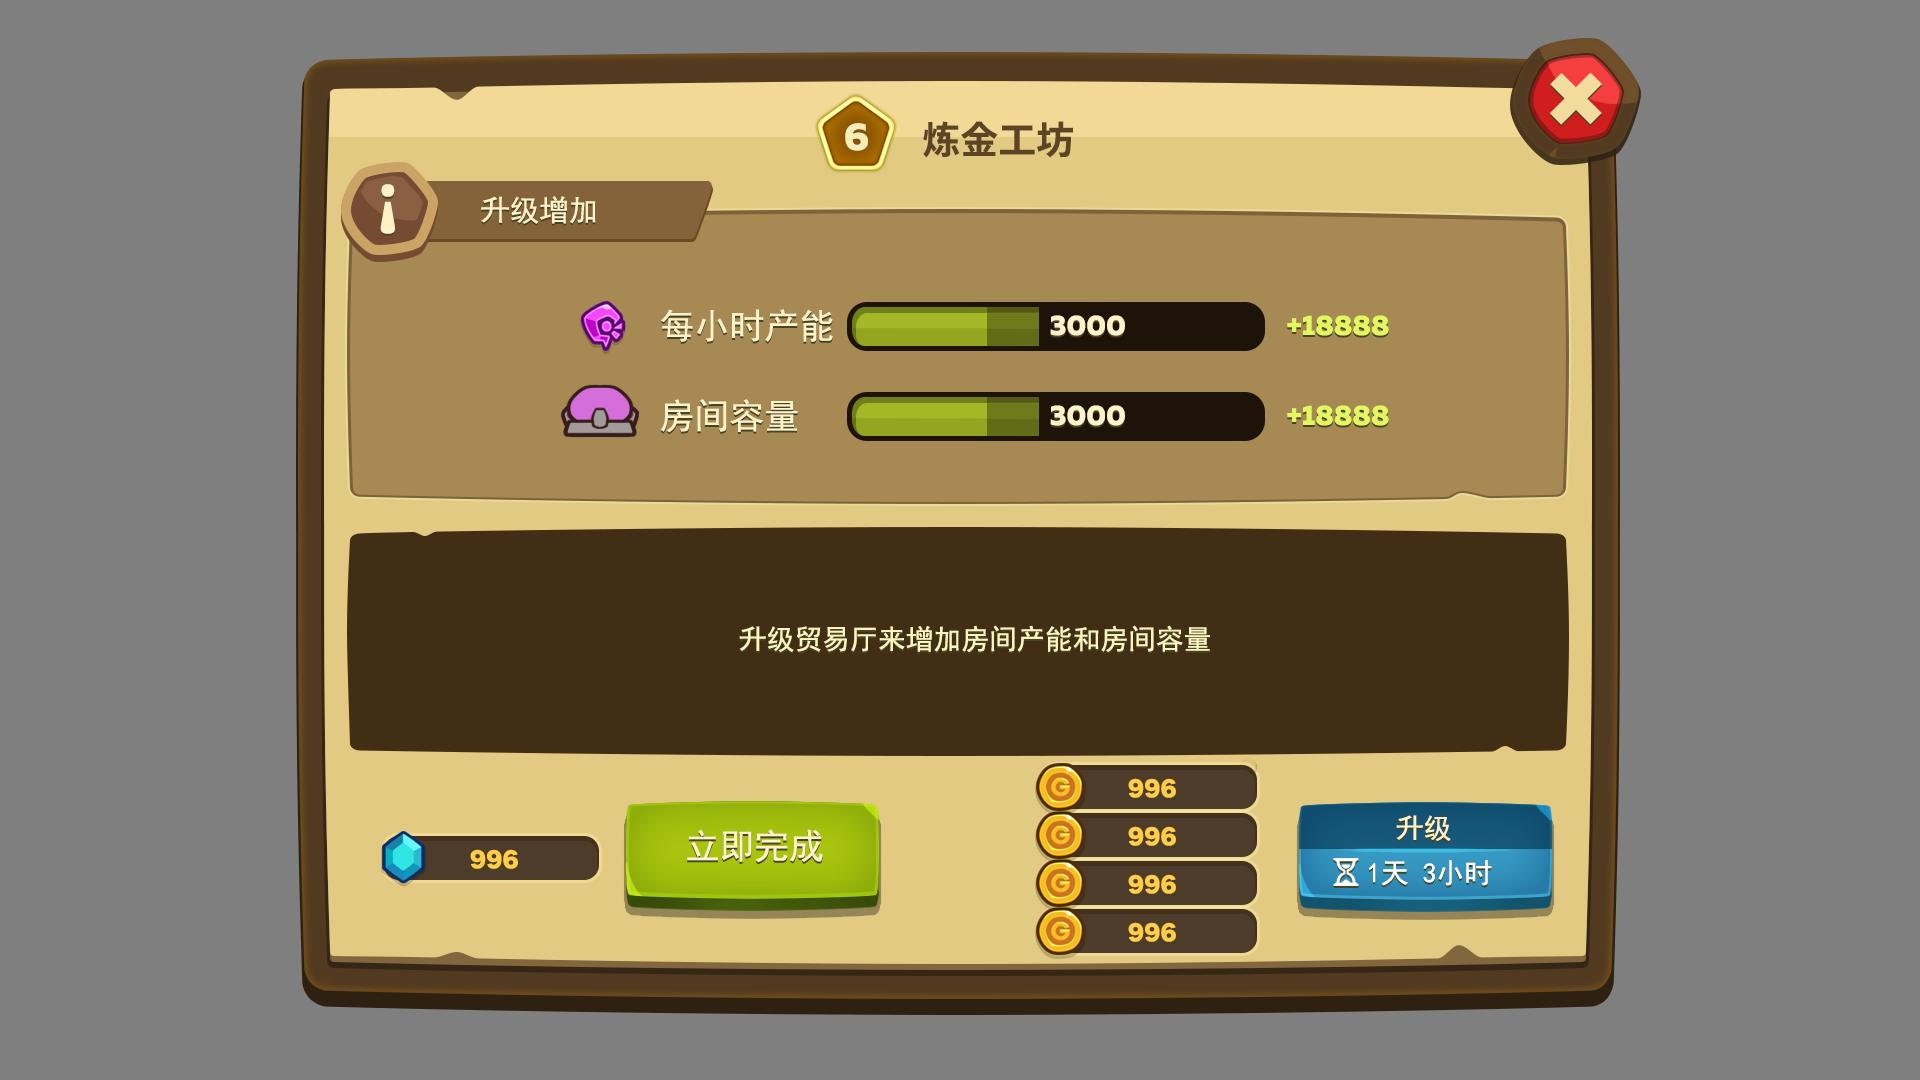 6 炼金工坊
升级增加
每小时产能 3000 +18888
房间容量 3000 +18888
升级贸易厅来增加房间产能和房间容量
996
立即完成
G 996
G 996
G 996
G 996
升级
1天 3小时